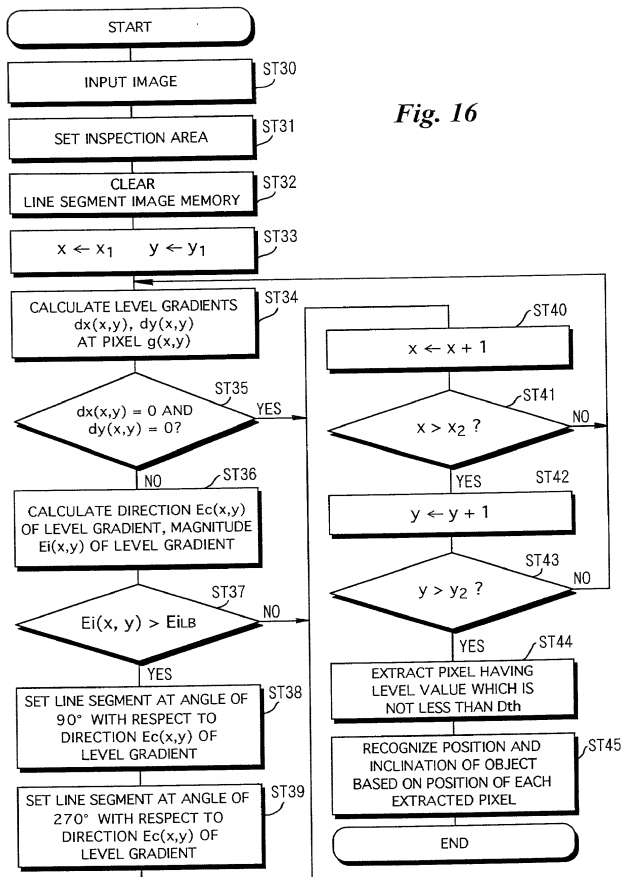 START
ST30
INPUT IMAGE
Fig. 16
ST31
SET INSPECTION AREA
ST32
CLEAR
LINE SEGMENT IMAGE MEMORY
ST33
x ← x₁ y ← y₁
ST34
CALCULATE LEVEL GRADIENTS
dx(x,y), dy(x,y)
AT PIXEL g(x,y)
ST35
dx(x,y) = 0 AND
dy(x,y) = 0?
YES
NO
ST36
CALCULATE DIRECTION Ec(x,y)
OF LEVEL GRADIENT, MAGNITUDE
Ei(x,y) OF LEVEL GRADIENT
ST37
Ei(x, y) > EiLB
NO
YES
ST38
SET LINE SEGMENT AT ANGLE OF
90° WITH RESPECT TO
DIRECTION Ec(x,y) OF
LEVEL GRADIENT
ST39
SET LINE SEGMENT AT ANGLE OF
270° WITH RESPECT TO
DIRECTION Ec(x,y) OF
LEVEL GRADIENT
ST40
x ← x + 1
ST41
x > x₂ ?
NO
YES
ST42
y ← y + 1
ST43
y > y₂ ?
NO
YES
ST44
EXTRACT PIXEL HAVING
LEVEL VALUE WHICH IS
NOT LESS THAN Dth
ST45
RECOGNIZE POSITION AND
INCLINATION OF OBJECT
BASED ON POSITION OF EACH
EXTRACTED PIXEL
END